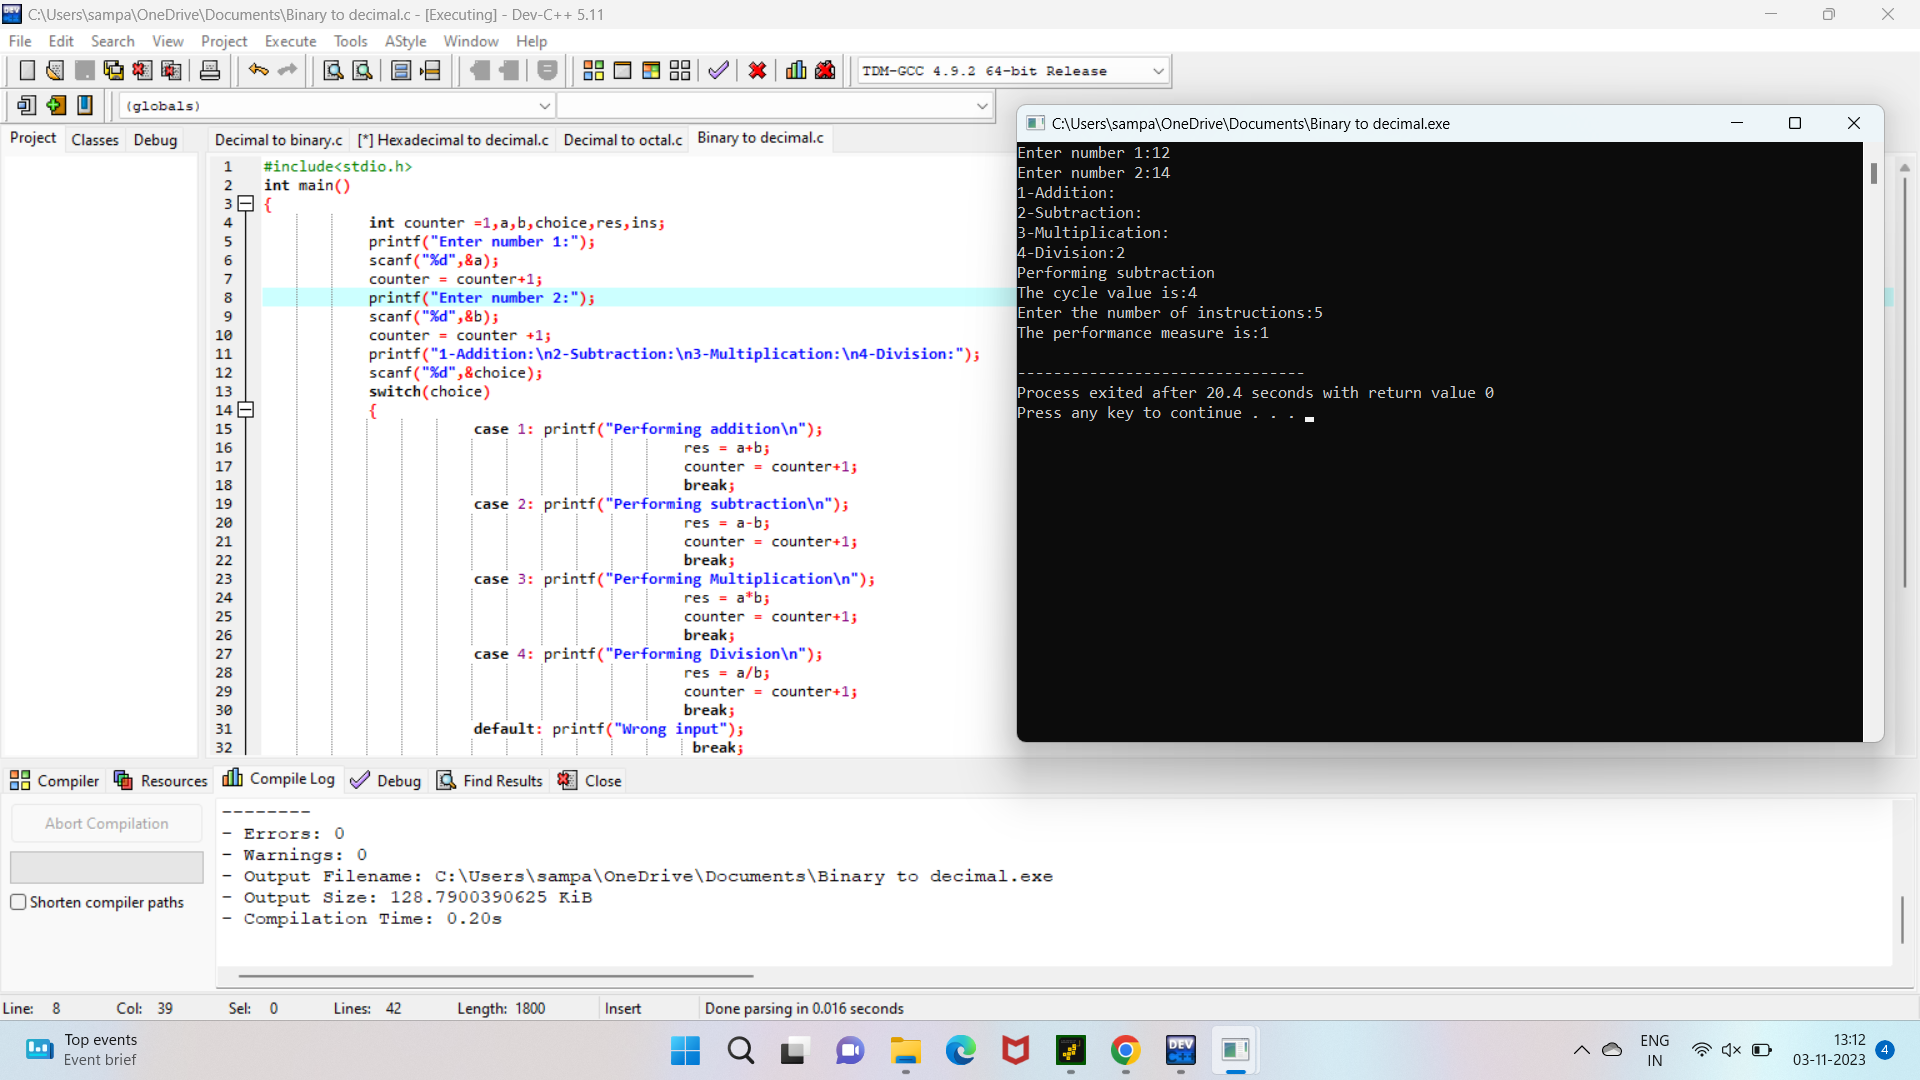 C:\Users\sampa\OneDrive\Documents\Binary to decimal.c - [Executing] - Dev-C++ 5.11
File Edit Search View Project Execute Tools AStyle Window Help
TDM-GCC 4.9.2 64-bit Release
(globals)
Project Classes Debug
Decimal to binary.c [*] Hexadecimal to decimal.c Decimal to octal.c Binary to decimal.c
1 #include<stdio.h>
2 int main()
3 {
4 int counter =1,a,b,choice,res,ins;
5 printf("Enter number 1:");
6 scanf("%d",&a);
7 counter = counter+1;
8 printf("Enter number 2:");
9 scanf("%d",&b);
10 counter = counter +1;
11 printf("1-Addition:\n2-Subtraction:\n3-Multiplication:\n4-Division:");
12 scanf("%d",&choice);
13 switch(choice)
14 {
15 case 1: printf("Performing addition\n");
16 res = a+b;
17 counter = counter+1;
18 break;
19 case 2: printf("Performing subtraction\n");
20 res = a-b;
21 counter = counter+1;
22 break;
23 case 3: printf("Performing Multiplication\n");
24 res = a*b;
25 counter = counter+1;
26 break;
27 case 4: printf("Performing Division\n");
28 res = a/b;
29 counter = counter+1;
30 break;
31 default: printf("Wrong input");
32 break;
C:\Users\sampa\OneDrive\Documents\Binary to decimal.exe
Enter number 1:12
Enter number 2:14
1-Addition:
2-Subtraction:
3-Multiplication:
4-Division:2
Performing subtraction
The cycle value is:4
Enter the number of instructions:5
The performance measure is:1
--------------------------------
Process exited after 20.4 seconds with return value 0
Press any key to continue . . .
Compiler Resources Compile Log Debug Find Results Close
Abort Compilation
Shorten compiler paths
--------
- Errors: 0
- Warnings: 0
- Output Filename: C:\Users\sampa\OneDrive\Documents\Binary to decimal.exe
- Output Size: 128.7900390625 KiB
- Compilation Time: 0.20s
Line: 8 Col: 39 Sel: 0 Lines: 42 Length: 1800 Insert Done parsing in 0.016 seconds
Top events
Event brief
DEV
C++
ENG
IN
13:12
03-11-2023
4